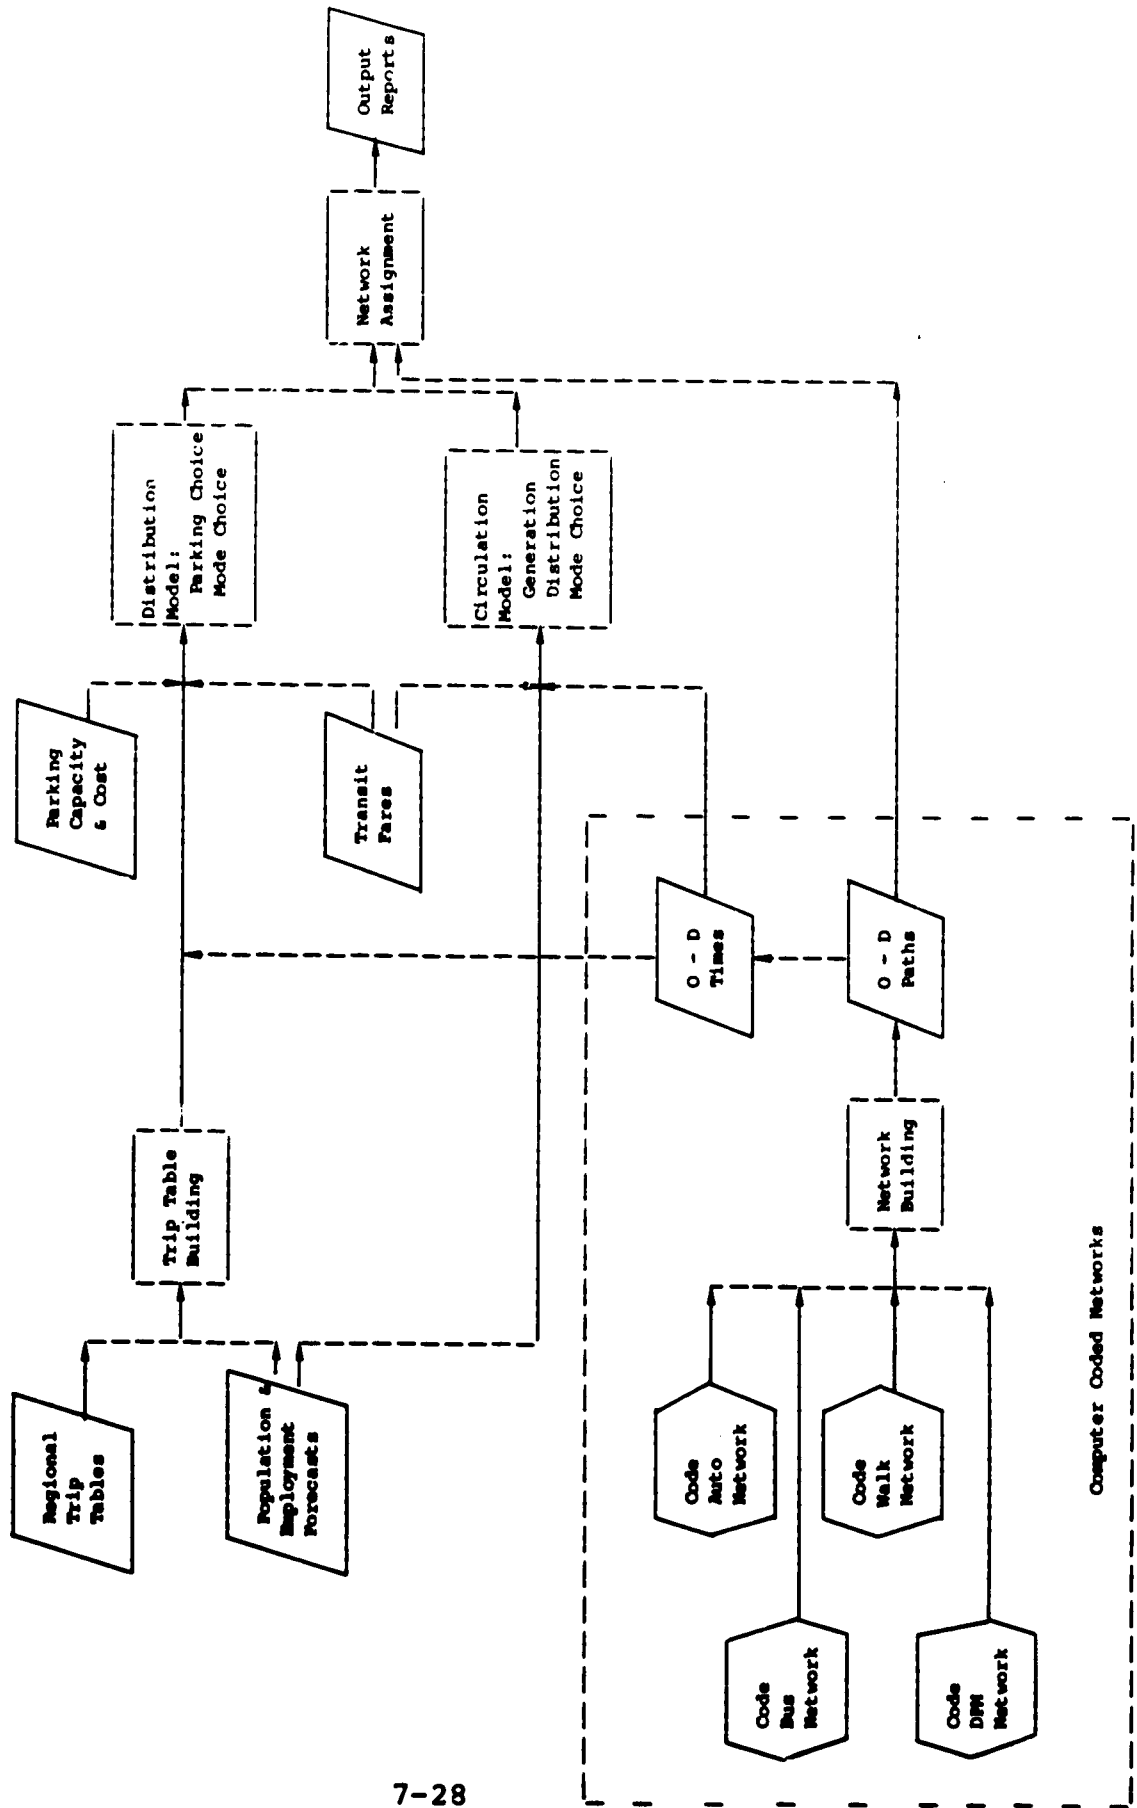 Regional
Trip
Tables
Population &
Employment
Forecasts
Trip Table
Building
Parking
Capacity
& Cost
Transit
Fares
Distribution
Model:
Parking Choice
Mode Choice
Circulation
Model:
Generation
Distribution
Mode Choice
Network
Assignment
Output
Reports
O - D
Times
O - D
Paths
Network
Building
Code
Auto
Network
Code
Bus
Network
Code
Walk
Network
Code
DPM
Network
Computer Coded Networks
7-28